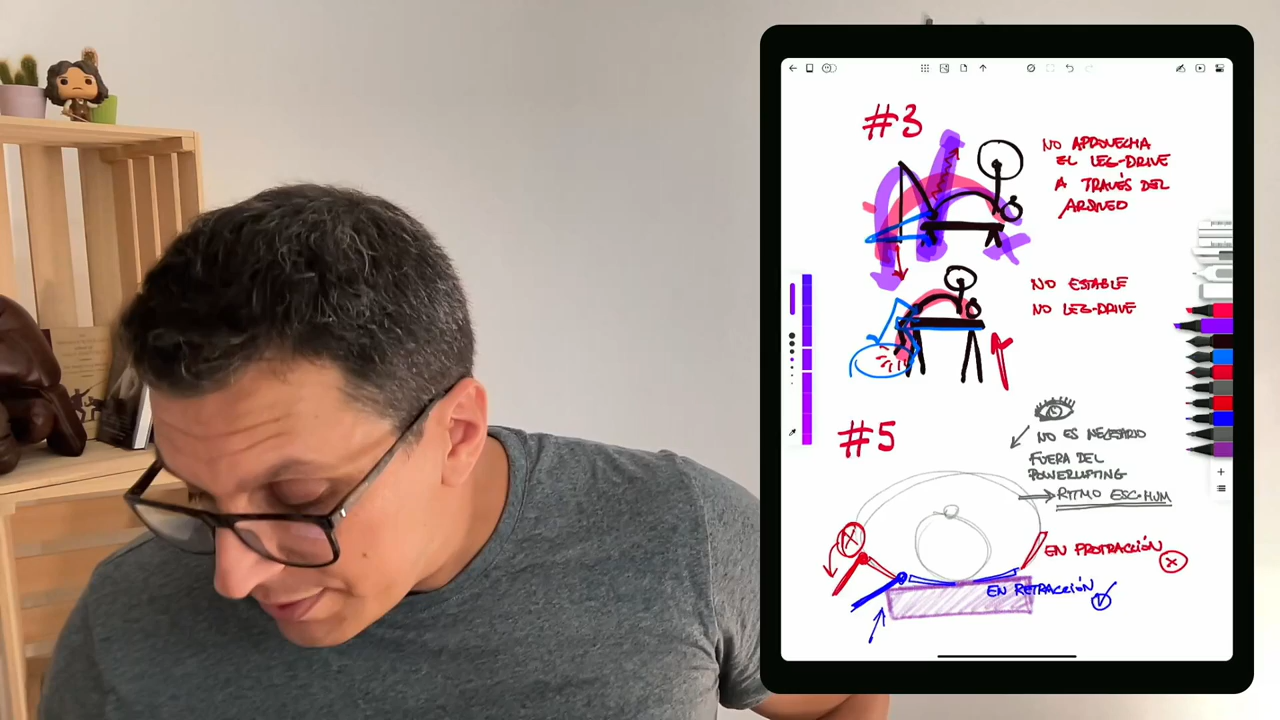 #3
NO APROVECHA
EL LEG-DRIVE
A TRAVÉS DEL
ARQUEO
NO ESTABLE
NO LEG-DRIVE
#5
NO ES NECESARIO
FUERA DEL
POWERLIFTING
RITMO ESC-HUM
EN PROTRACCIÓN
X
EN RETRACCIÓN